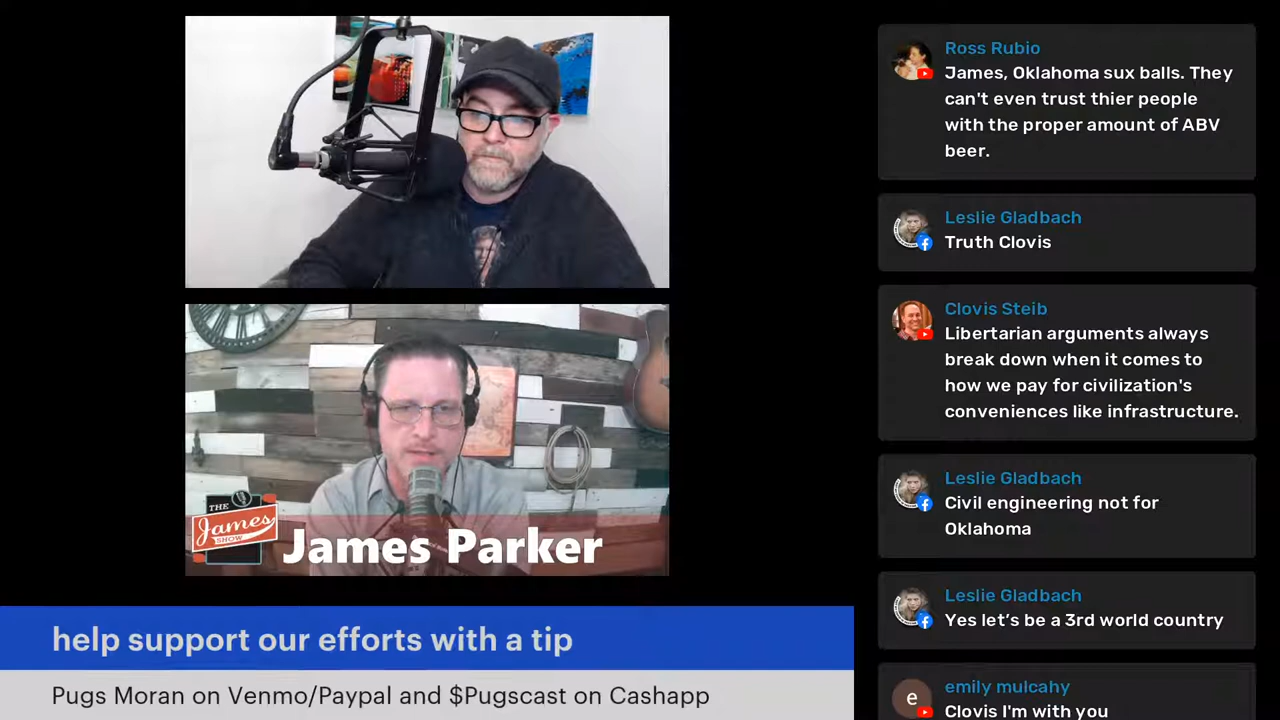 THE
James
SHOW
James Parker
help support our efforts with a tip
Pugs Moran on Venmo/Paypal and $Pugscast on Cashapp
Ross Rubio
James, Oklahoma sux balls. They
can't even trust thier people
with the proper amount of ABV
beer.
Leslie Gladbach
Truth Clovis
Clovis Steib
Libertarian arguments always
break down when it comes to
how we pay for civilization's
conveniences like infrastructure.
Leslie Gladbach
Civil engineering not for
Oklahoma
Leslie Gladbach
Yes let’s be a 3rd world country
e
emily mulcahy
Clovis I'm with you